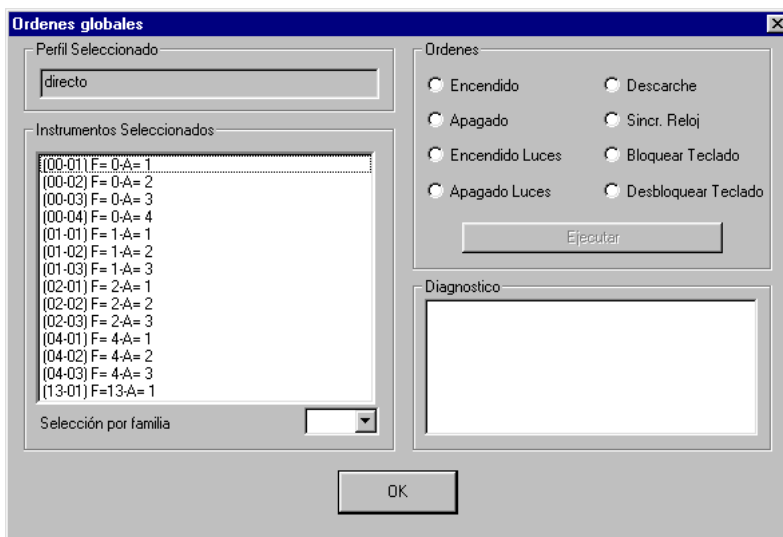 Ordenes globales
Perfil Seleccionado
directo
Instrumentos Seleccionados
(00-01) F= 0-A= 1
(00-02) F= 0-A= 2
(00-03) F= 0-A= 3
(00-04) F= 0-A= 4
(01-01) F= 1-A= 1
(01-02) F= 1-A= 2
(01-03) F= 1-A= 3
(02-01) F= 2-A= 1
(02-02) F= 2-A= 2
(02-03) F= 2-A= 3
(04-01) F= 4-A= 1
(04-02) F= 4-A= 2
(04-03) F= 4-A= 3
(13-01) F=13-A= 1
Selección por familia
Ordenes
Encendido
Descarche
Apagado
Sincr. Reloj
Encendido Luces
Bloquear Teclado
Apagado Luces
Desbloquear Teclado
Ejecutar
Diagnostico
OK